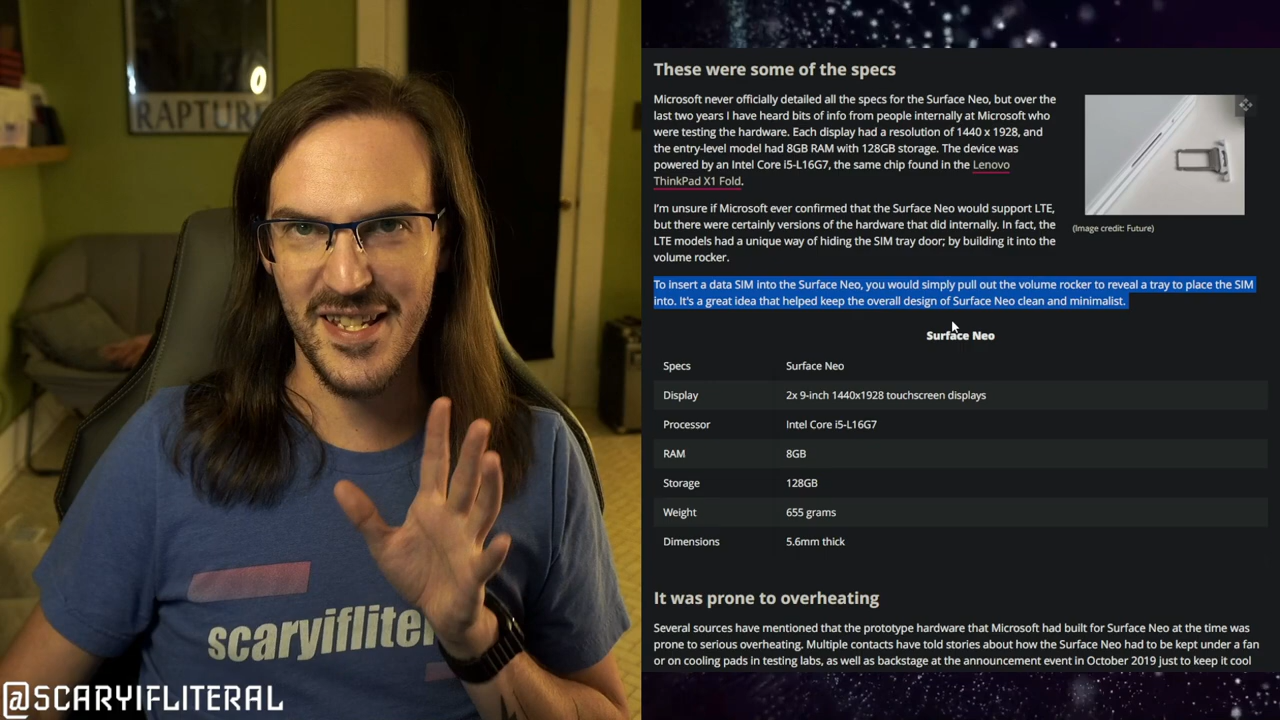 RAPTURE
scaryiflite
@SCARYIFLITERAL
These were some of the specs
Microsoft never officially detailed all the specs for the Surface Neo, but over the
last two years I have heard bits of info from people internally at Microsoft who
were testing the hardware. Each display had a resolution of 1440 x 1928, and
the entry-level model had 8GB RAM with 128GB storage. The device was
powered by an Intel Core i5-L16G7, the same chip found in the Lenovo
ThinkPad X1 Fold.
(Image credit: Future)
I'm unsure if Microsoft ever confirmed that the Surface Neo would support LTE,
but there were certainly versions of the hardware that did internally. In fact, the
LTE models had a unique way of hiding the SIM tray door; by building it into the
volume rocker.
To insert a data SIM into the Surface Neo, you would simply pull out the volume rocker to reveal a tray to place the SIM
into. It's a great idea that helped keep the overall design of Surface Neo clean and minimalist.
Surface Neo
Specs Surface Neo
Display 2x 9-inch 1440x1928 touchscreen displays
Processor Intel Core i5-L16G7
RAM 8GB
Storage 128GB
Weight 655 grams
Dimensions 5.6mm thick
It was prone to overheating
Several sources have mentioned that the prototype hardware that Microsoft had built for Surface Neo at the time was
prone to serious overheating. Multiple contacts have told stories about how the Surface Neo had to be kept under a fan
or on cooling pads in testing labs, as well as backstage at the announcement event in October 2019 just to keep it cool